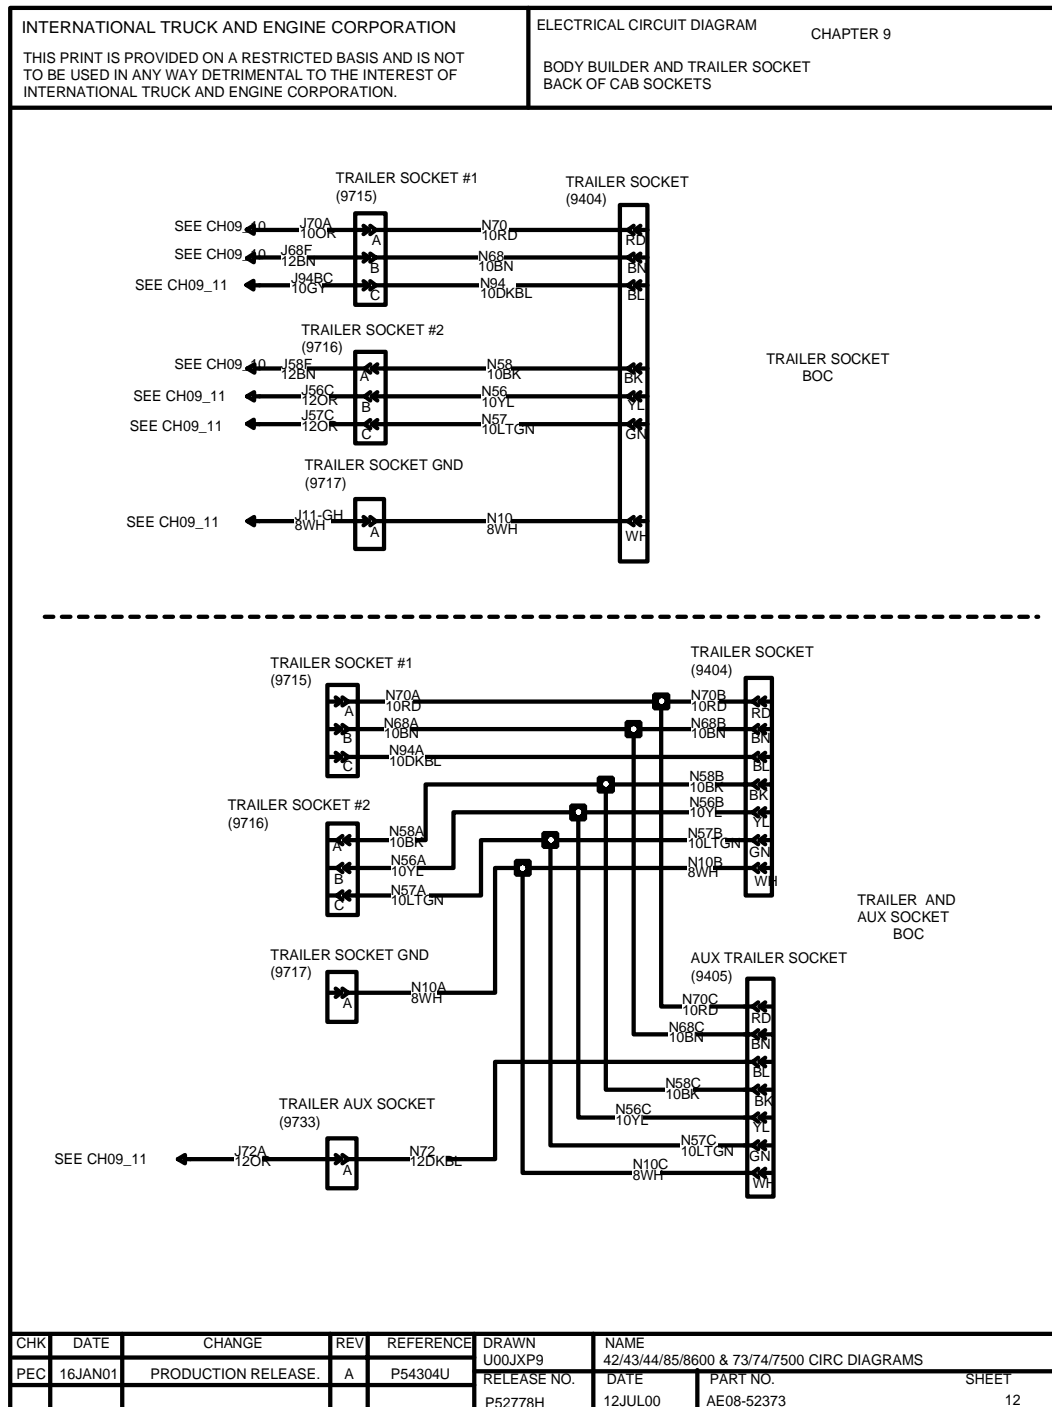 INTERNATIONAL TRUCK AND ENGINE CORPORATION
THIS PRINT IS PROVIDED ON A RESTRICTED BASIS AND IS NOT
TO BE USED IN ANY WAY DETRIMENTAL TO THE INTEREST OF
INTERNATIONAL TRUCK AND ENGINE CORPORATION.
ELECTRICAL CIRCUIT DIAGRAM
CHAPTER 9
BODY BUILDER AND TRAILER SOCKET
BACK OF CAB SOCKETS
TRAILER SOCKET #1
(9715)
TRAILER SOCKET
(9404)
SEE CH09_10 J70A A N70 RD
10OR 10RD
SEE CH09_10 J68F B N68 BN
12BN 10BN
SEE CH09_11 J94BC C N94 BL
10GY 10DKBL
TRAILER SOCKET #2
(9716)
SEE CH09_10 J58F A N58 BK
12BN 10BK
SEE CH09_11 J56C B N56 YL
12OR 10YL
SEE CH09_11 J57C C N57 GN
12OR 10LTGN
TRAILER SOCKET
BOC
TRAILER SOCKET GND
(9717)
SEE CH09_11 J11-GH A N10 WH
8WH 8WH
TRAILER SOCKET #1
(9715)
TRAILER SOCKET
(9404)
A N70A N70B RD
10RD 10RD
B N68A N68B BN
10BN 10BN
C N94A BL
10DKBL
N58B BK
10BK
TRAILER SOCKET #2
(9716)
N56B YL
10YL
A N58A N57B GN
10BK 10LTGN
B N56A N10B WH
10YL 8WH
C N57A
10LTGN
TRAILER AND
AUX SOCKET
BOC
TRAILER SOCKET GND
(9717)
AUX TRAILER SOCKET
(9405)
A N10A
8WH
N70C RD
10RD
N68C BN
10BN
BL
N58C BK
10BK
TRAILER AUX SOCKET
(9733)
N56C YL
10YL
N57C GN
10LTGN
SEE CH09_11 J72A A N72
12OR 12DKBL
N10C WH
8WH
CHK DATE CHANGE REV REFERENCE DRAWN NAME
U00JXP9 42/43/44/85/8600 & 73/74/7500 CIRC DIAGRAMS
PEC 16JAN01 PRODUCTION RELEASE. A P54304U RELEASE NO. DATE PART NO. SHEET
P52778H 12JUL00 AE08-52373 12